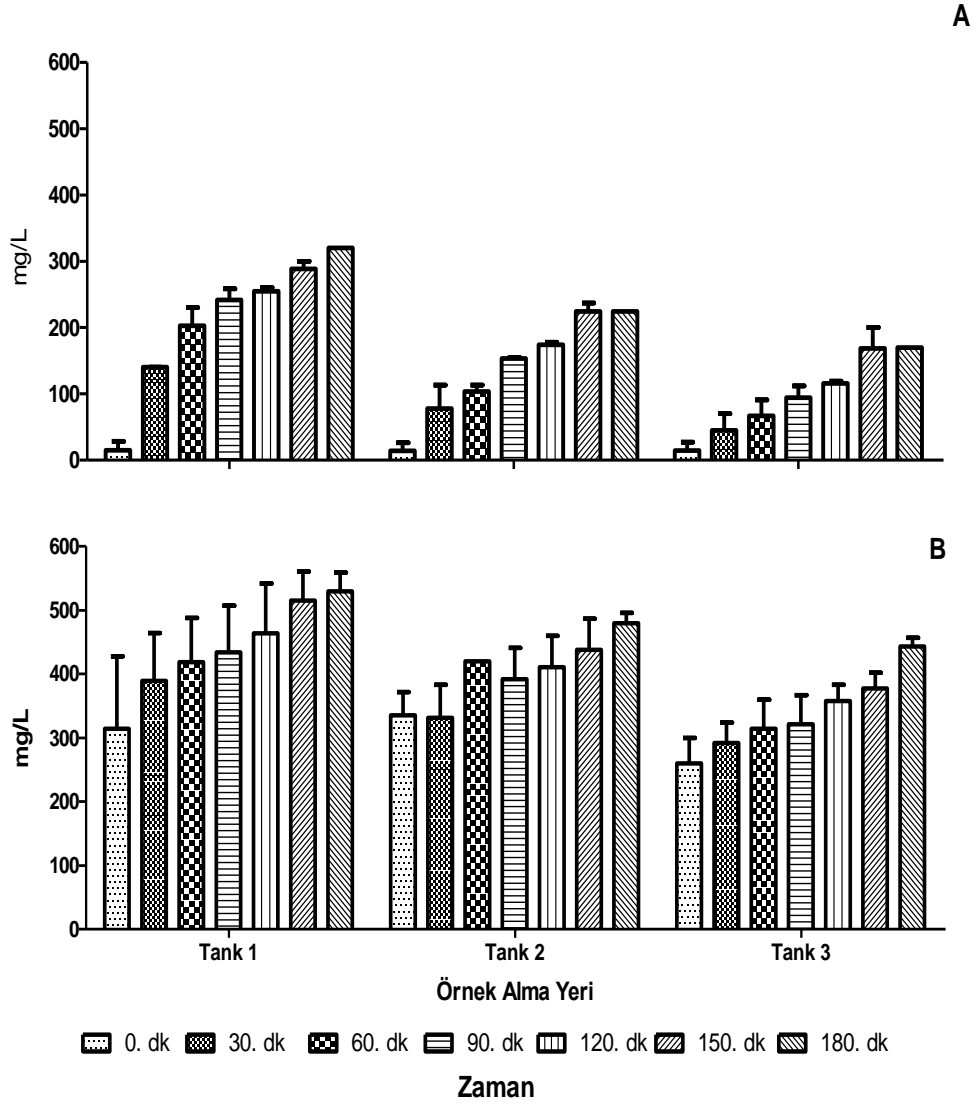 A
600
500
400
300
200
100
0
mg/L
B
600
500
400
300
200
100
0
mg/L
Tank 1 Tank 2 Tank 3
Örnek Alma Yeri
0. dk 30. dk 60. dk 90. dk 120. dk 150. dk 180. dk
Zaman